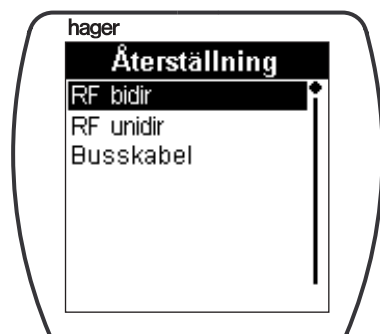 hager
Återställning
RF bidir
RF unidir
Busskabel